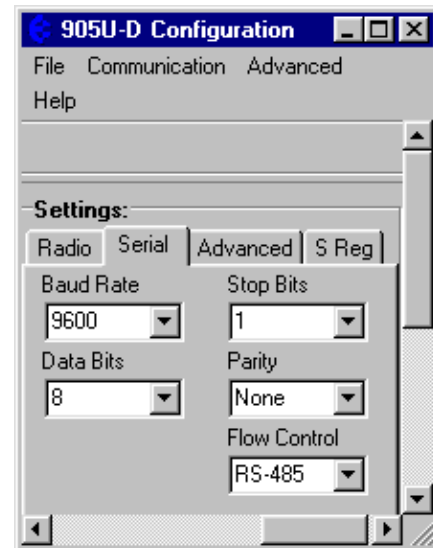 905U-D Configuration
File Communication Advanced
Help
Settings:
Radio Serial Advanced S Reg
Baud Rate Stop Bits
9600 1
Data Bits Parity
8 None
Flow Control
RS-485